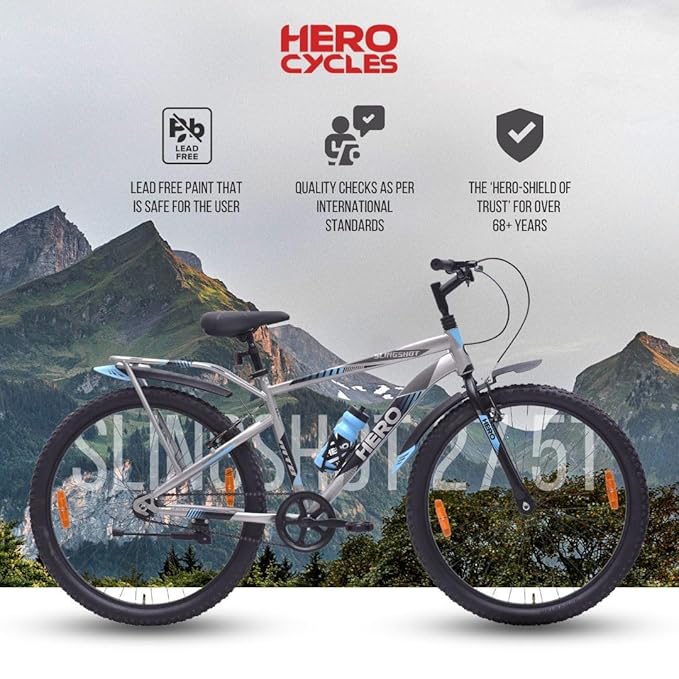 HERO
CYCLES
Pb
LEAD
FREE
LEAD FREE PAINT THAT
IS SAFE FOR THE USER
QUALITY CHECKS AS PER
INTERNATIONAL
STANDARDS
THE 'HERO-SHIELD OF
TRUST' FOR OVER
68+ YEARS
SLINGSHOT
HERO
HERO
SLINGSHOT 27.5T